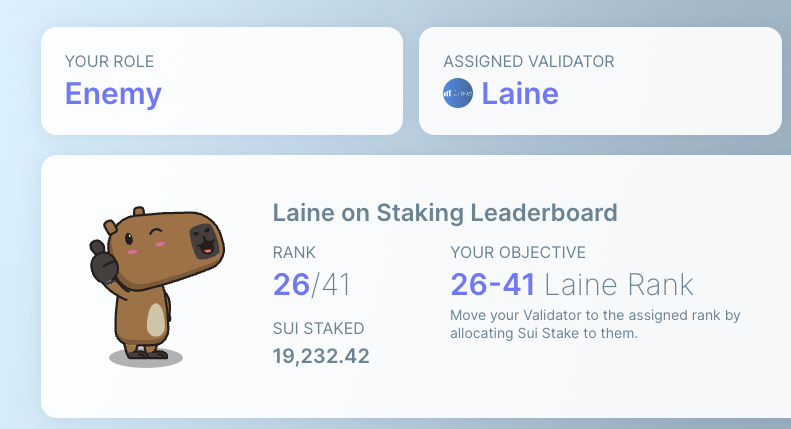 YOUR ROLE
Enemy
ASSIGNED VALIDATOR
Laine
Laine on Staking Leaderboard
RANK
26/41
SUI STAKED
19,232.42
YOUR OBJECTIVE
26-41 Laine Rank
Move your Validator to the assigned rank by
allocating Sui Stake to them.